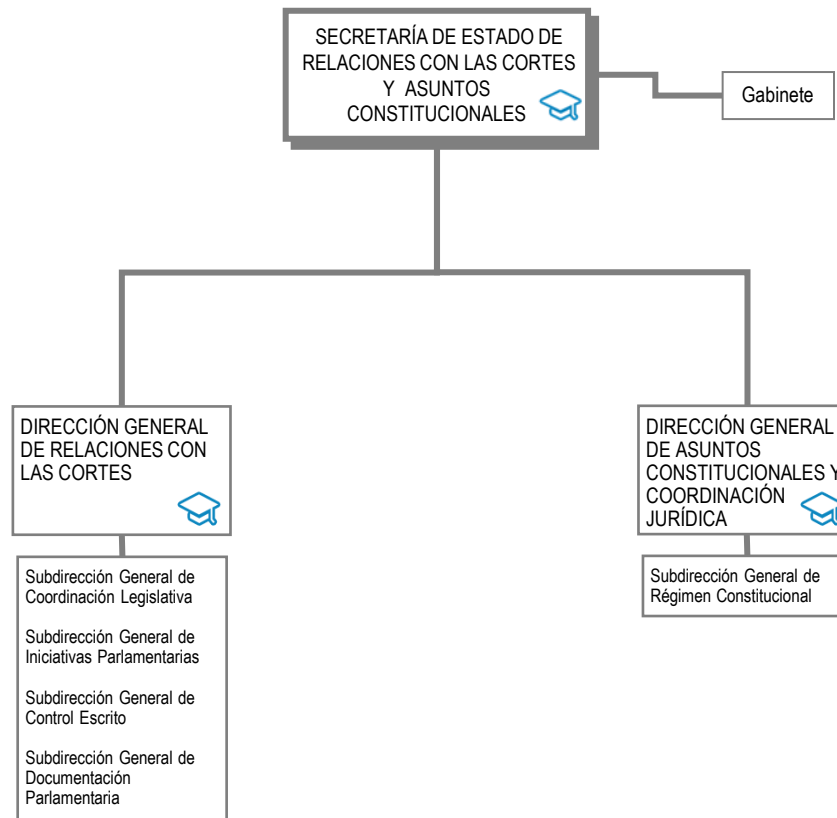 SECRETARÍA DE ESTADO DE
RELACIONES CON LAS CORTES
Y ASUNTOS
CONSTITUCIONALES
Gabinete
DIRECCIÓN GENERAL
DE RELACIONES CON
LAS CORTES
Subdirección General de
Coordinación Legislativa
Subdirección General de
Iniciativas Parlamentarias
Subdirección General de
Control Escrito
Subdirección General de
Documentación
Parlamentaria
DIRECCIÓN GENERAL
DE ASUNTOS
CONSTITUCIONALES Y
COORDINACIÓN
JURÍDICA
Subdirección General de
Régimen Constitucional